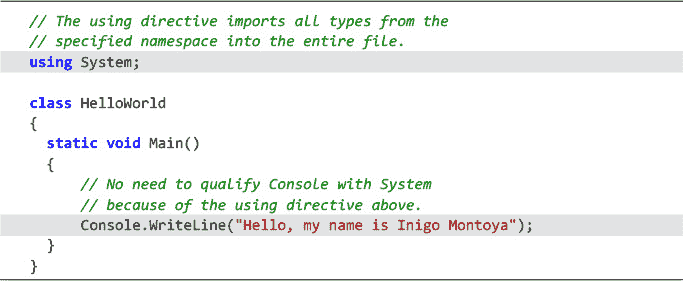 // The using directive imports all types from the
// specified namespace into the entire file.
using System;
class HelloWorld
{
static void Main()
{
// No need to qualify Console with System
// because of the using directive above.
Console.WriteLine("Hello, my name is Inigo Montoya");
}
}